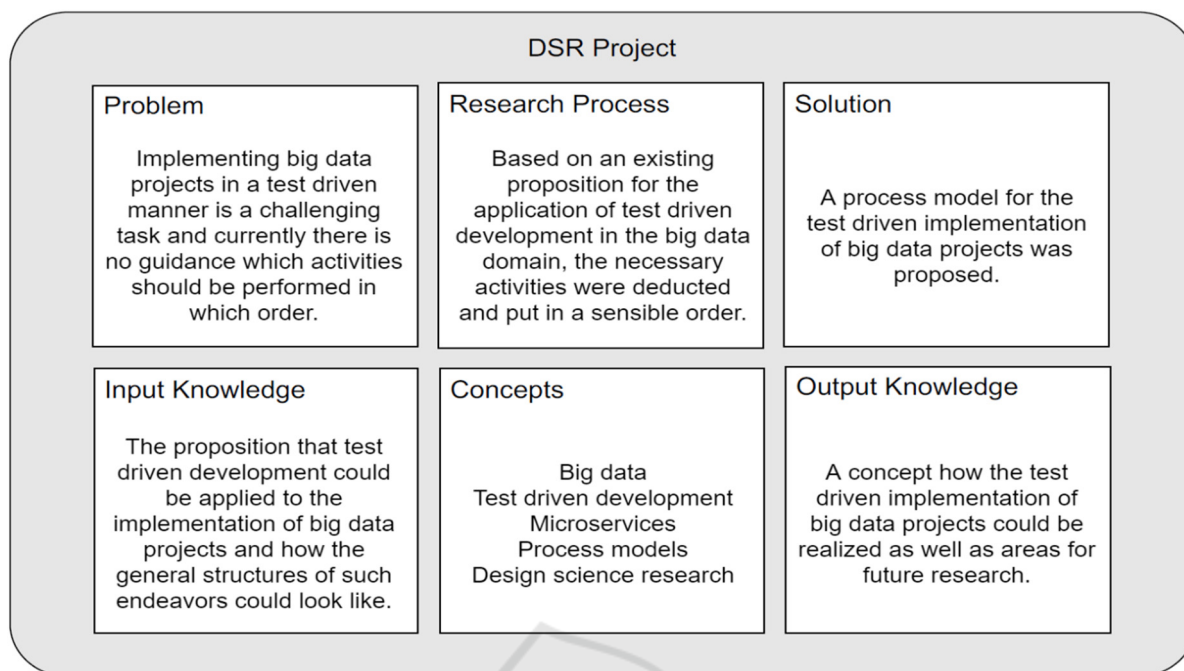 DSR Project
Problem
Implementing big data
projects in a test driven
manner is a challenging
task and currently there is
no guidance which activities
should be performed in
which order.
Research Process
Based on an existing
proposition for the
application of test driven
development in the big data
domain, the necessary
activities were deducted
and put in a sensible order.
Solution
A process model for the
test driven implementation
of big data projects was
proposed.
Input Knowledge
The proposition that test
driven development could
be applied to the
implementation of big data
projects and how the
general structures of such
endeavors could look like.
Concepts
Big data
Test driven development
Microservices
Process models
Design science research
Output Knowledge
A concept how the test
driven implementation of
big data projects could be
realized as well as areas for
future research.